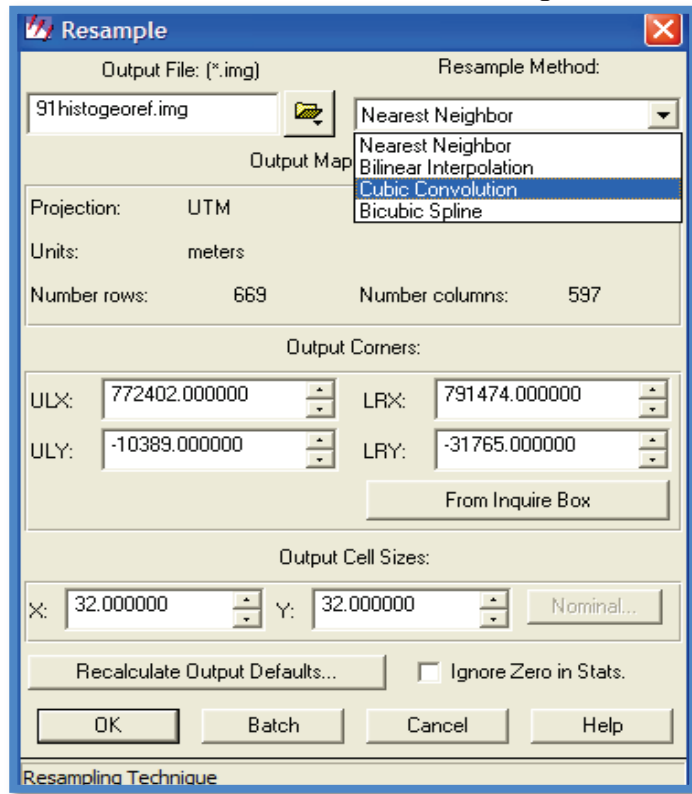 Resample
Output File: (*.img) Resample Method:
91histogeoref.img Nearest Neighbor
Nearest Neighbor
Output Map Bilinear Interpolation
Cubic Convolution
Projection: UTM Bicubic Spline
Units: meters
Number rows: 669 Number columns: 597
Output Corners:
ULX: 772402.000000 LRX: 791474.000000
ULY: -10389.000000 LRY: -31765.000000
From Inquire Box
Output Cell Sizes:
X: 32.000000 Y: 32.000000 Nominal...
Recalculate Output Defaults... Ignore Zero in Stats.
OK Batch Cancel Help
Resampling Technique